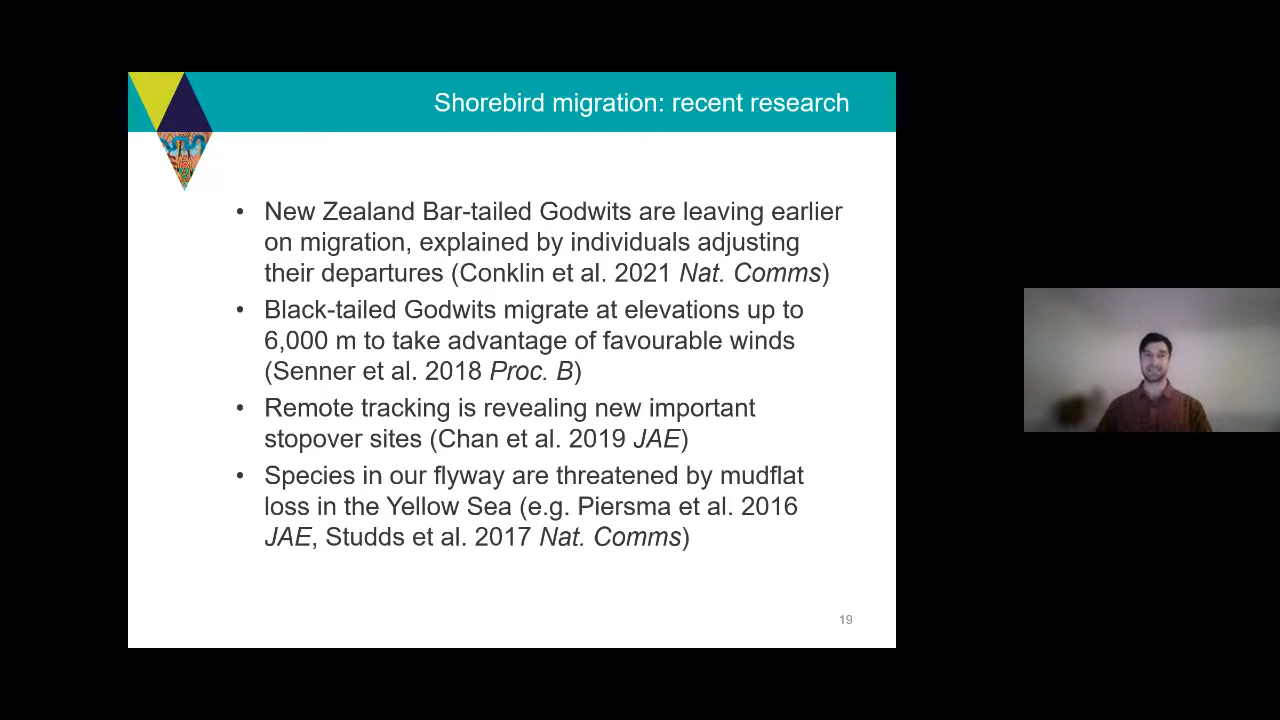 Shorebird migration: recent research
• New Zealand Bar-tailed Godwits are leaving earlier
on migration, explained by individuals adjusting
their departures (Conklin et al. 2021 Nat. Comms)
• Black-tailed Godwits migrate at elevations up to
6,000 m to take advantage of favourable winds
(Senner et al. 2018 Proc. B)
• Remote tracking is revealing new important
stopover sites (Chan et al. 2019 JAE)
• Species in our flyway are threatened by mudflat
loss in the Yellow Sea (e.g. Piersma et al. 2016
JAE, Studds et al. 2017 Nat. Comms)
19